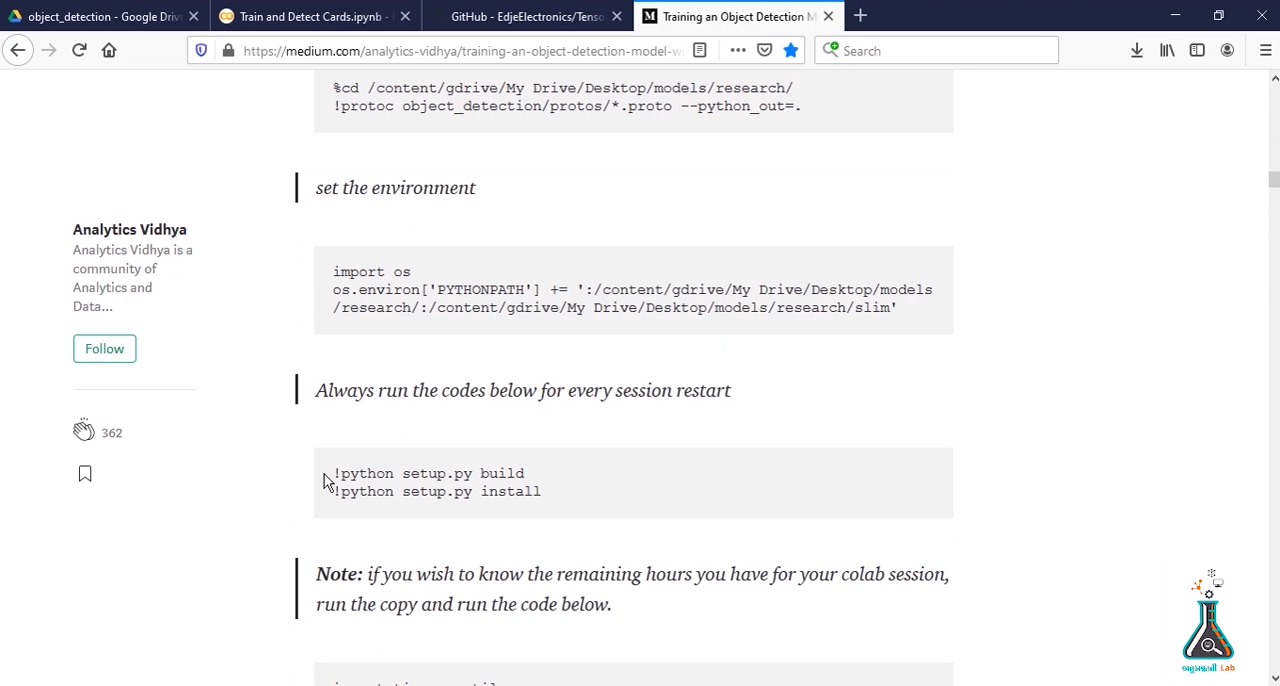 object_detection - Google Driv
Train and Detect Cards.ipynb -
GitHub - EdjeElectronics/Tenso
Training an Object Detection M
https://medium.com/analytics-vidhya/training-an-object-detection-model-w
Search
%cd /content/gdrive/My Drive/Desktop/models/research/
!protoc object_detection/protos/*.proto --python_out=.
set the environment
Analytics Vidhya
Analytics Vidhya is a
community of
Analytics and
Data...
Follow
362
import os
os.environ['PYTHONPATH'] += ':/content/gdrive/My Drive/Desktop/models
/research/:/content/gdrive/My Drive/Desktop/models/research/slim'
Always run the codes below for every session restart
!python setup.py build
!python setup.py install
Note: if you wish to know the remaining hours you have for your colab session,
run the copy and run the code below.
Lab